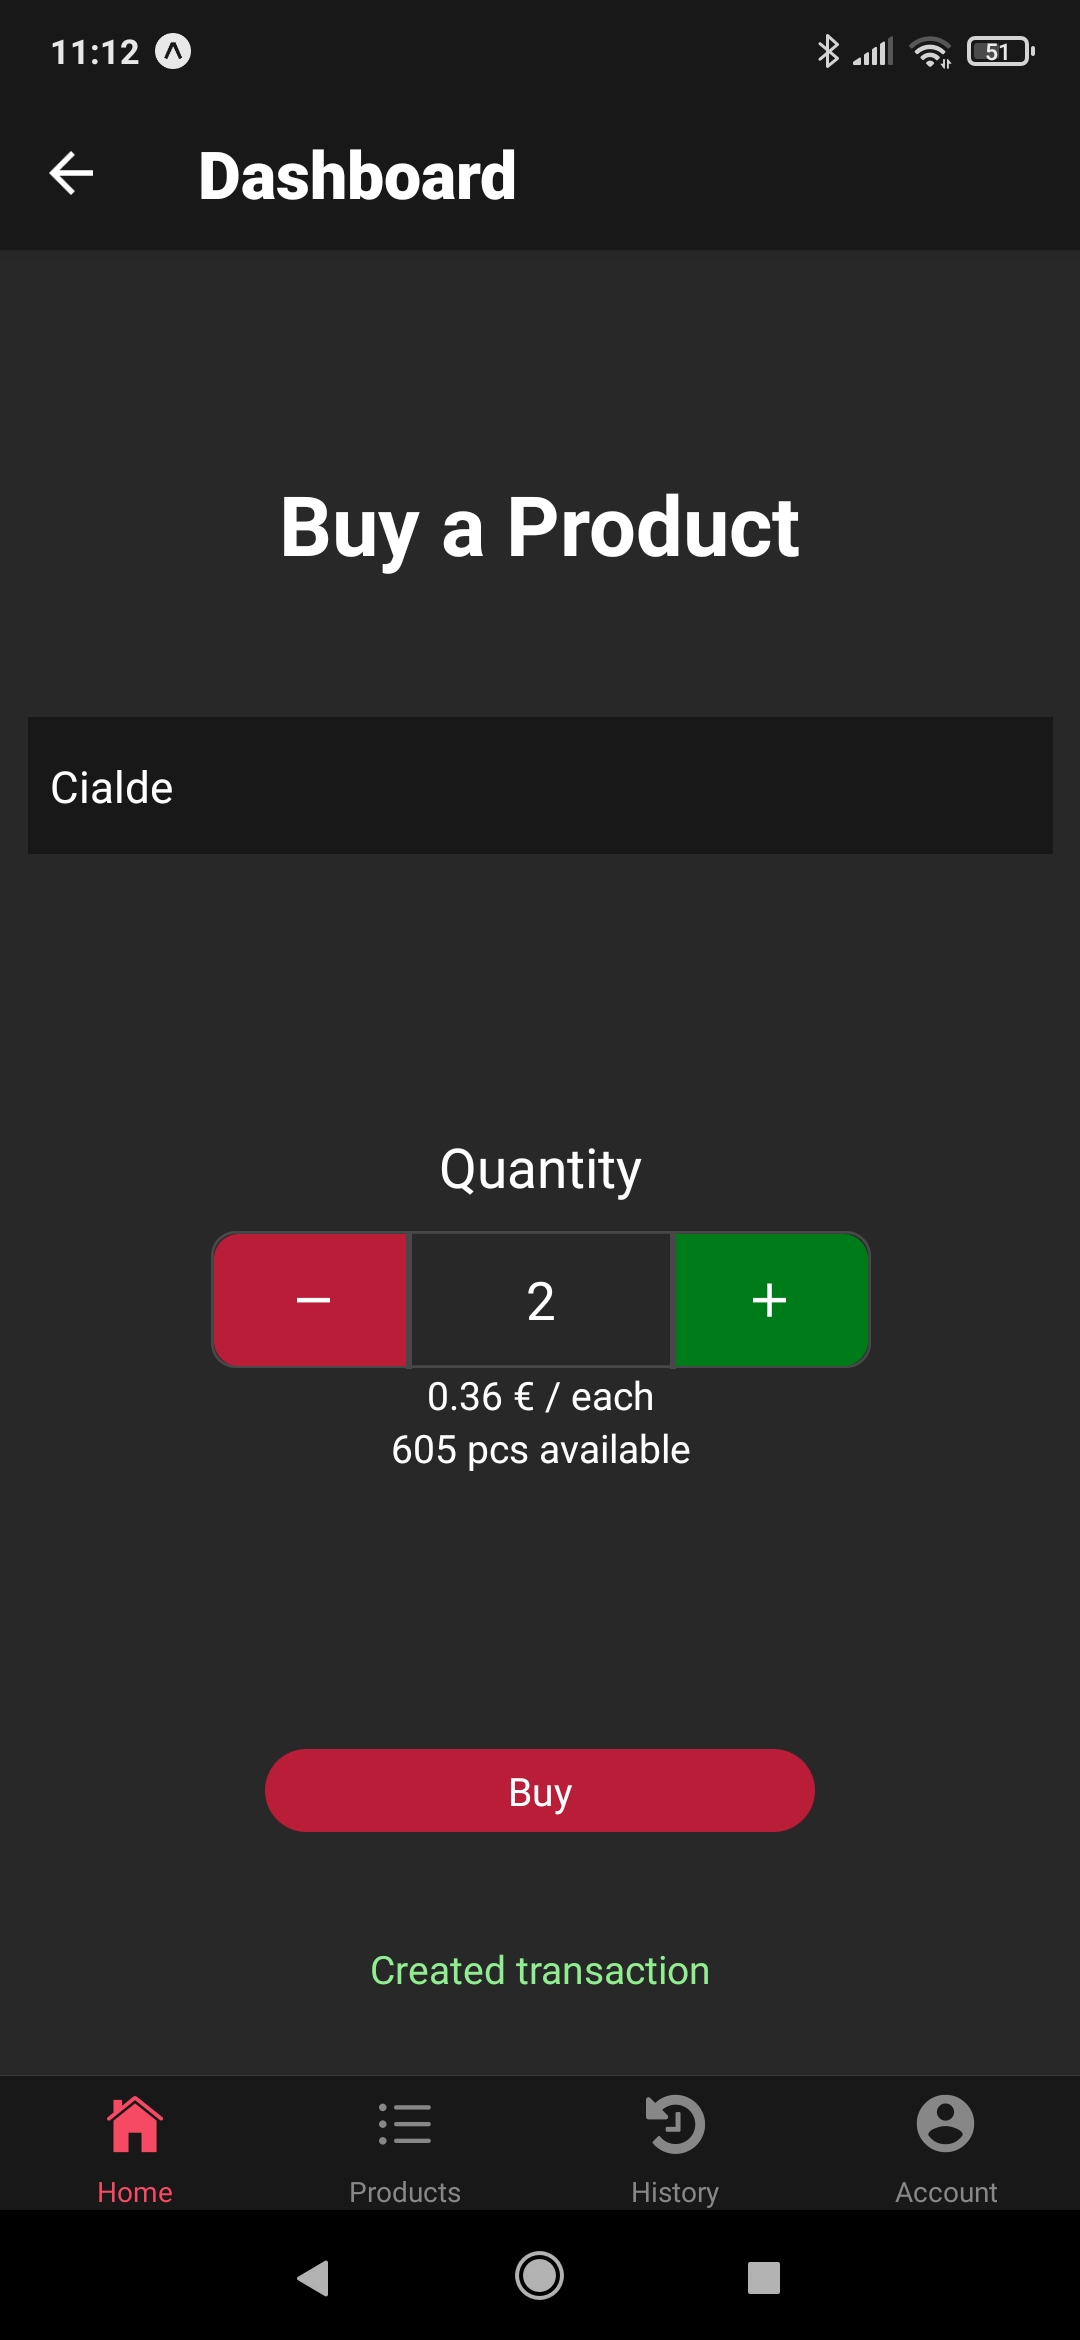 11:12
51
Dashboard
Buy a Product
Cialde
Quantity
− 2 +
0.36 € / each
605 pcs available
Buy
Created transaction
Home Products History Account